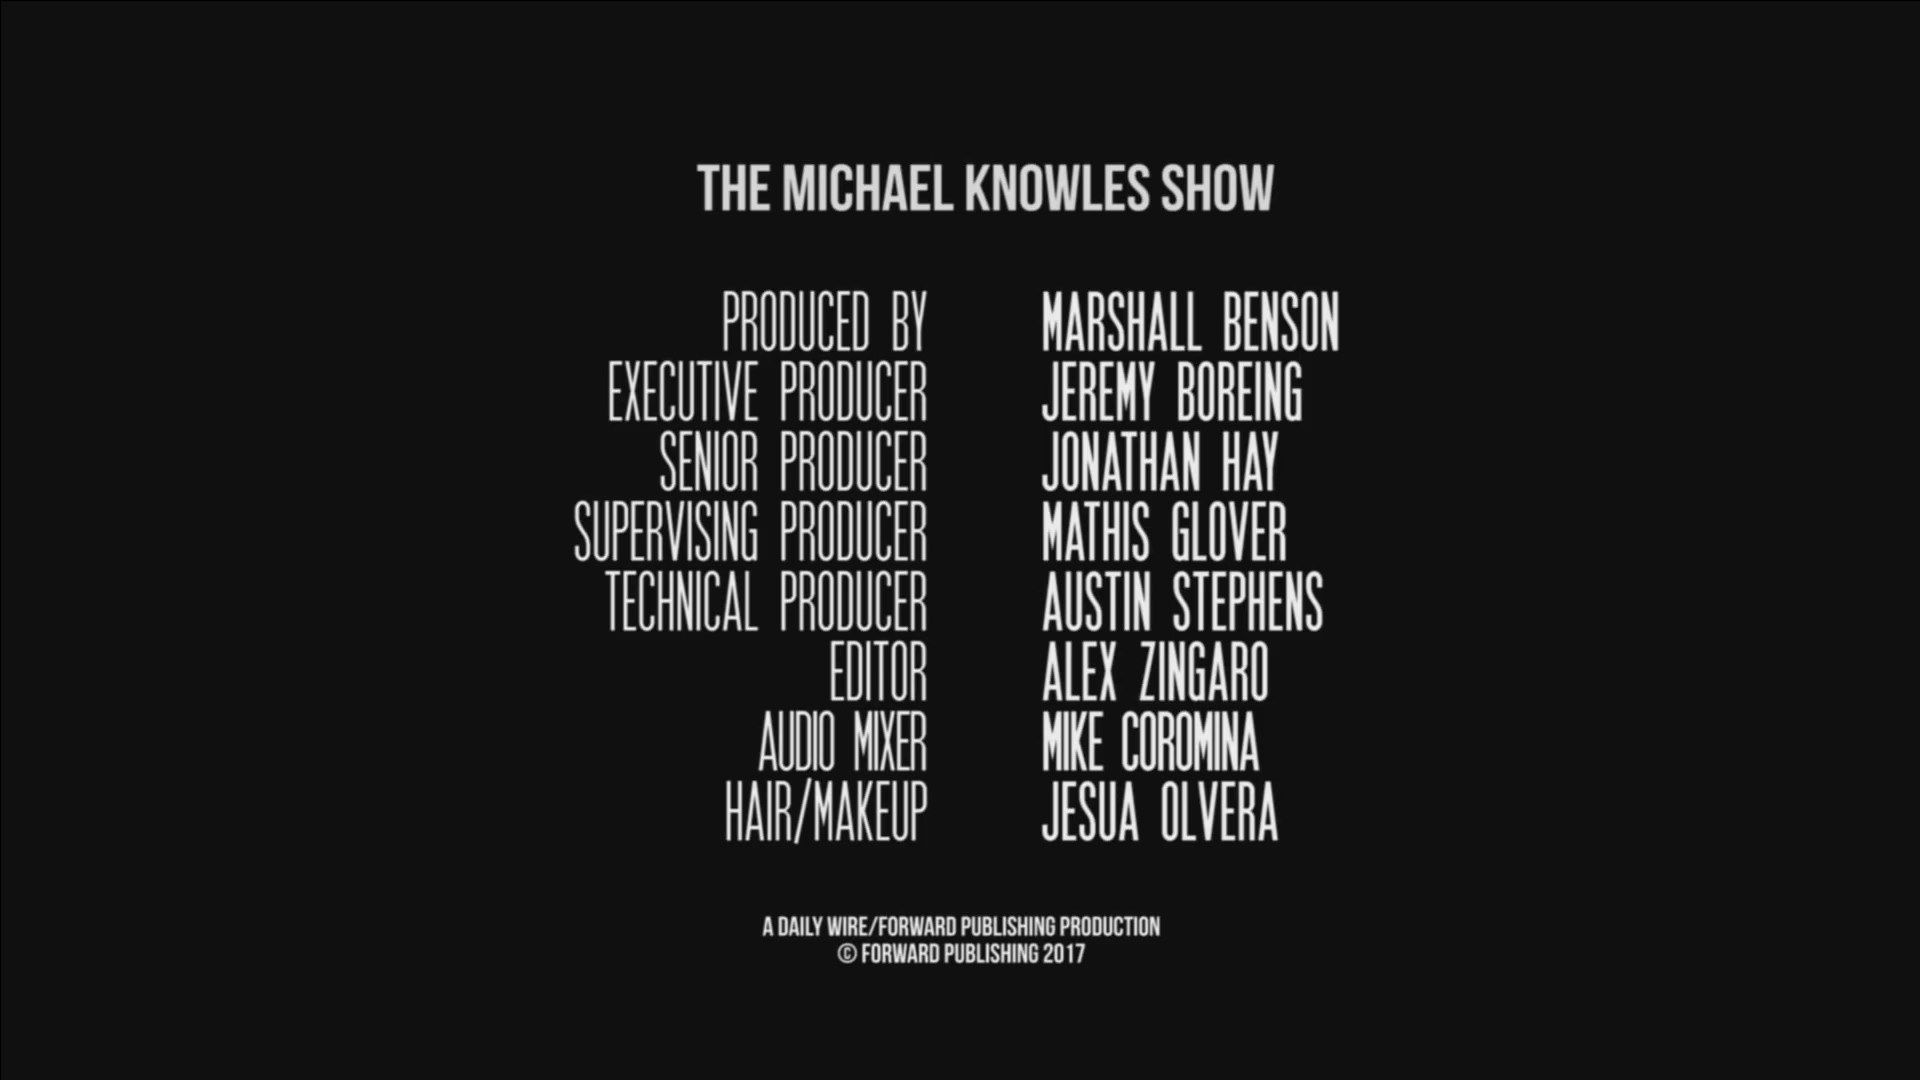 THE MICHAEL KNOWLES SHOW
PRODUCED BY MARSHALL BENSON
EXECUTIVE PRODUCER JEREMY BOREING
SENIOR PRODUCER JONATHAN HAY
SUPERVISING PRODUCER MATHIS GLOVER
TECHNICAL PRODUCER AUSTIN STEPHENS
EDITOR ALEX ZINGARO
AUDIO MIXER MIKE COROMINA
HAIR/MAKEUP JESUA OLVERA
A DAILY WIRE/FORWARD PUBLISHING PRODUCTION
© FORWARD PUBLISHING 2017